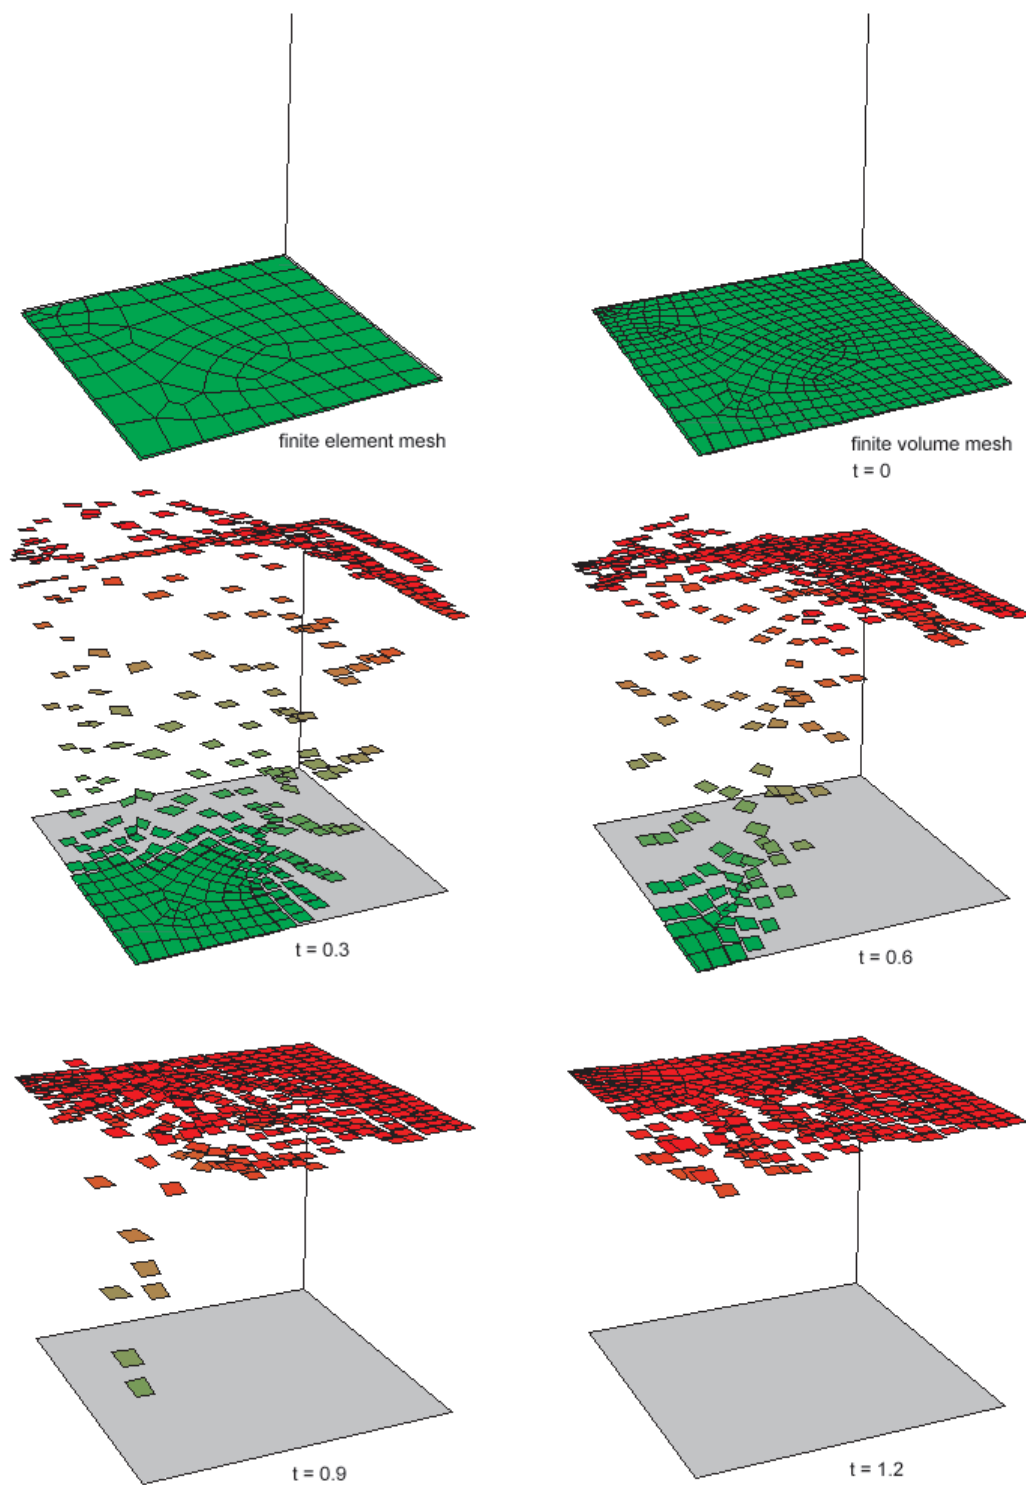 finite element mesh
finite volume mesh
t = 0
t = 0.3
t = 0.6
t = 0.9
t = 1.2